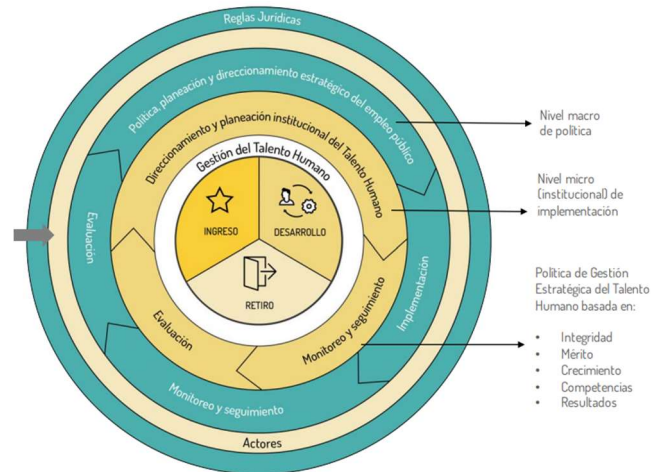 Reglas Jurídicas
Política, planeación y direccionamiento estratégico del empleo público
Direccionamiento y planeación institucional del Talento Humano
Gestión del Talento Humano
INGRESO
DESARROLLO
RETIRO
Evaluación
Evaluación
Monitoreo y seguimiento
Implementación
Monitoreo y seguimiento
Actores
Nivel macro
de política
Nivel micro
(institucional) de
implementación
Política de Gestión
Estratégica del Talento
Humano basada en:
• Integridad
• Mérito
• Crecimiento
• Competencias
• Resultados